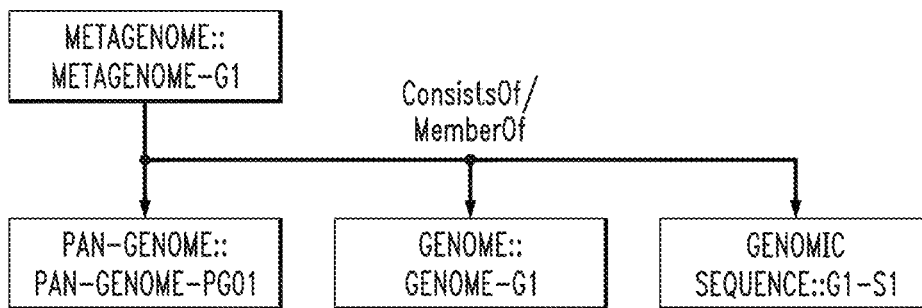 METAGENOME::
METAGENOME-G1
ConsistsOf/
MemberOf
PAN-GENOME::
PAN-GENOME-PG01
GENOME::
GENOME-G1
GENOMIC
SEQUENCE::G1-S1